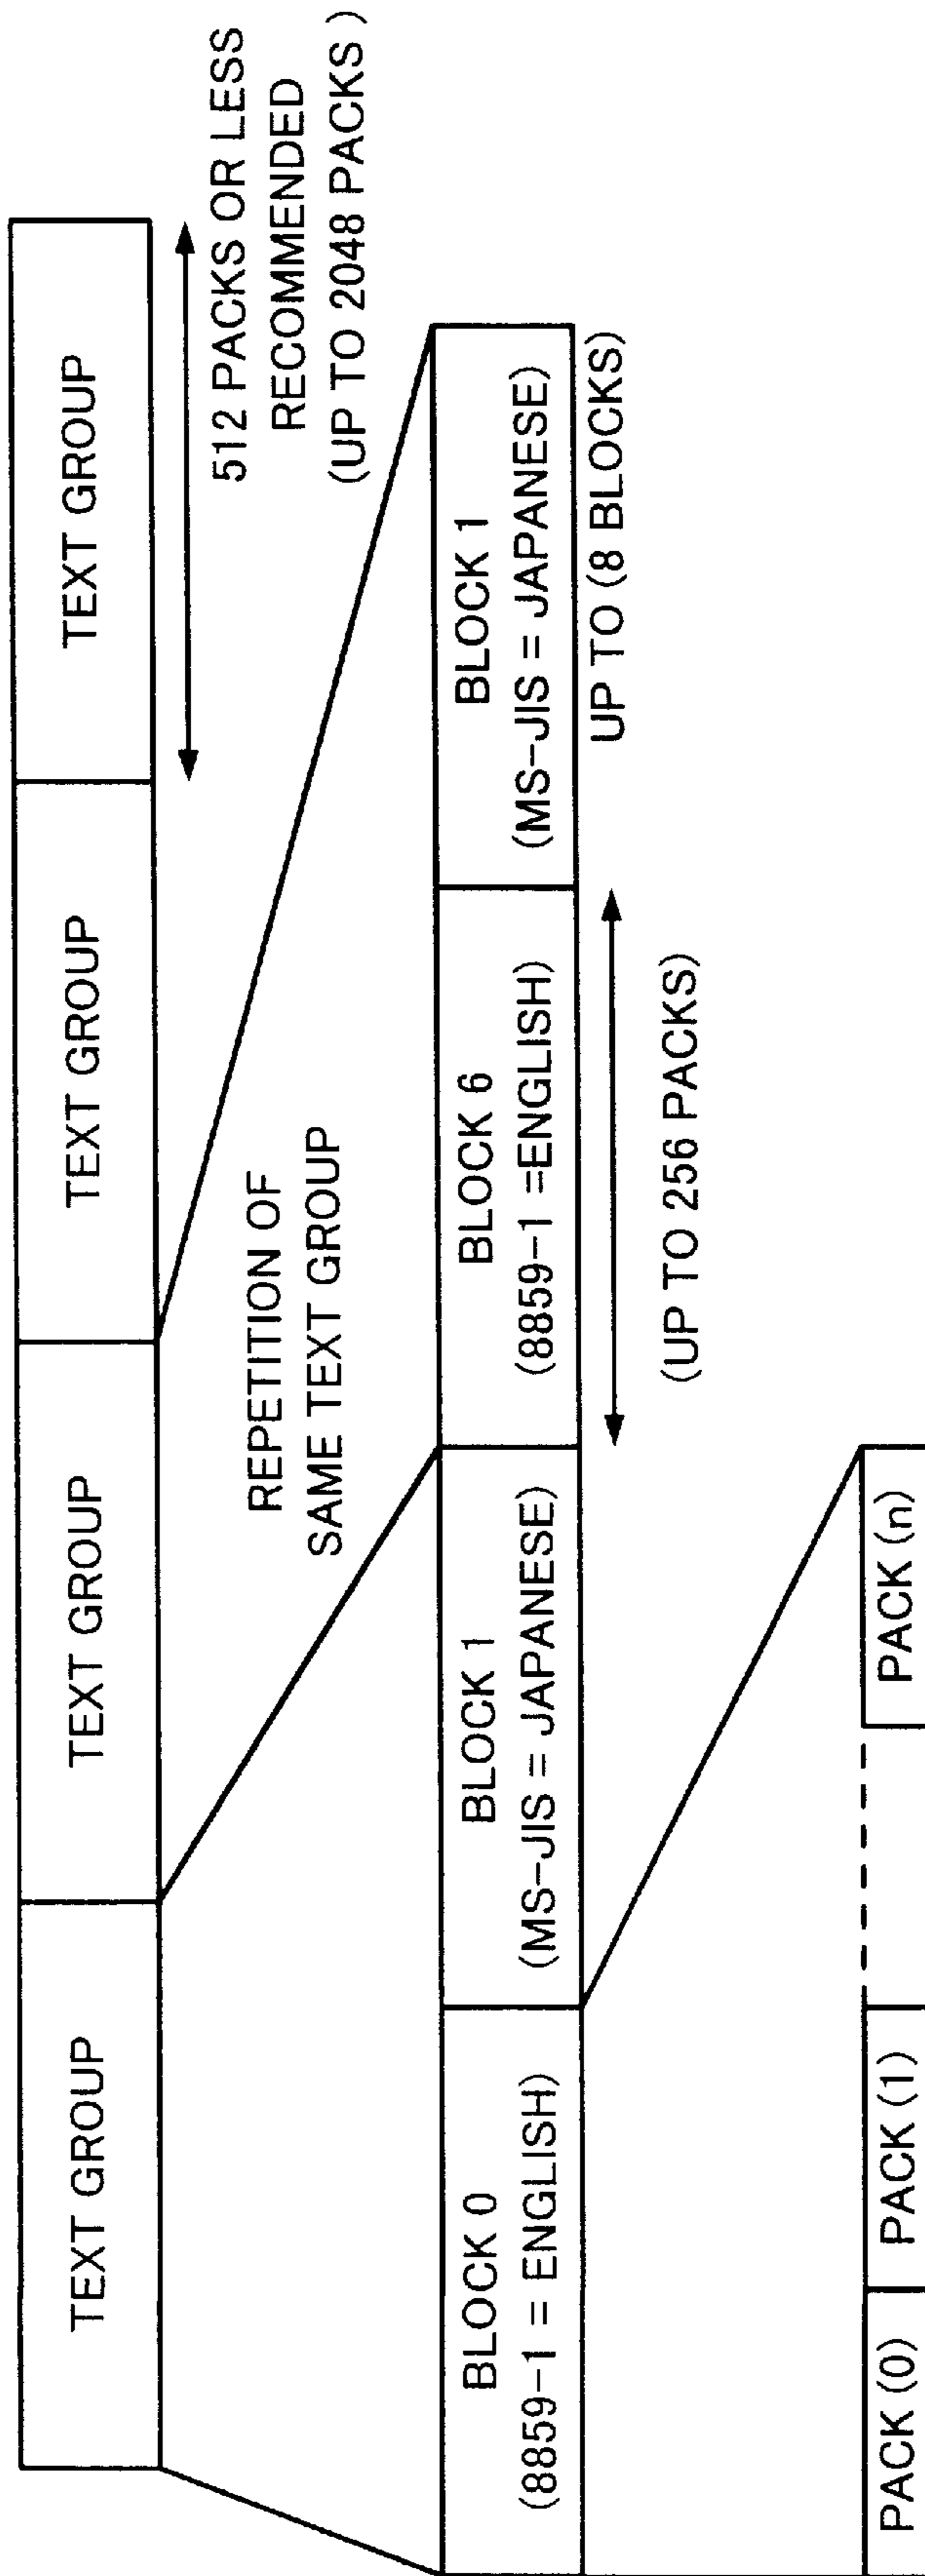 TEXT GROUP
TEXT GROUP
TEXT GROUP
TEXT GROUP
512 PACKS OR LESS
RECOMMENDED
(UP TO 2048 PACKS )
REPETITION OF
SAME TEXT GROUP
BLOCK 0
(8859-1 = ENGLISH)
BLOCK 1
(MS-JIS = JAPANESE)
BLOCK 6
(8859-1 =ENGLISH)
BLOCK 1
(MS-JIS = JAPANESE)
UP TO (8 BLOCKS)
(UP TO 256 PACKS)
PACK (0)
PACK (1)
PACK (n)